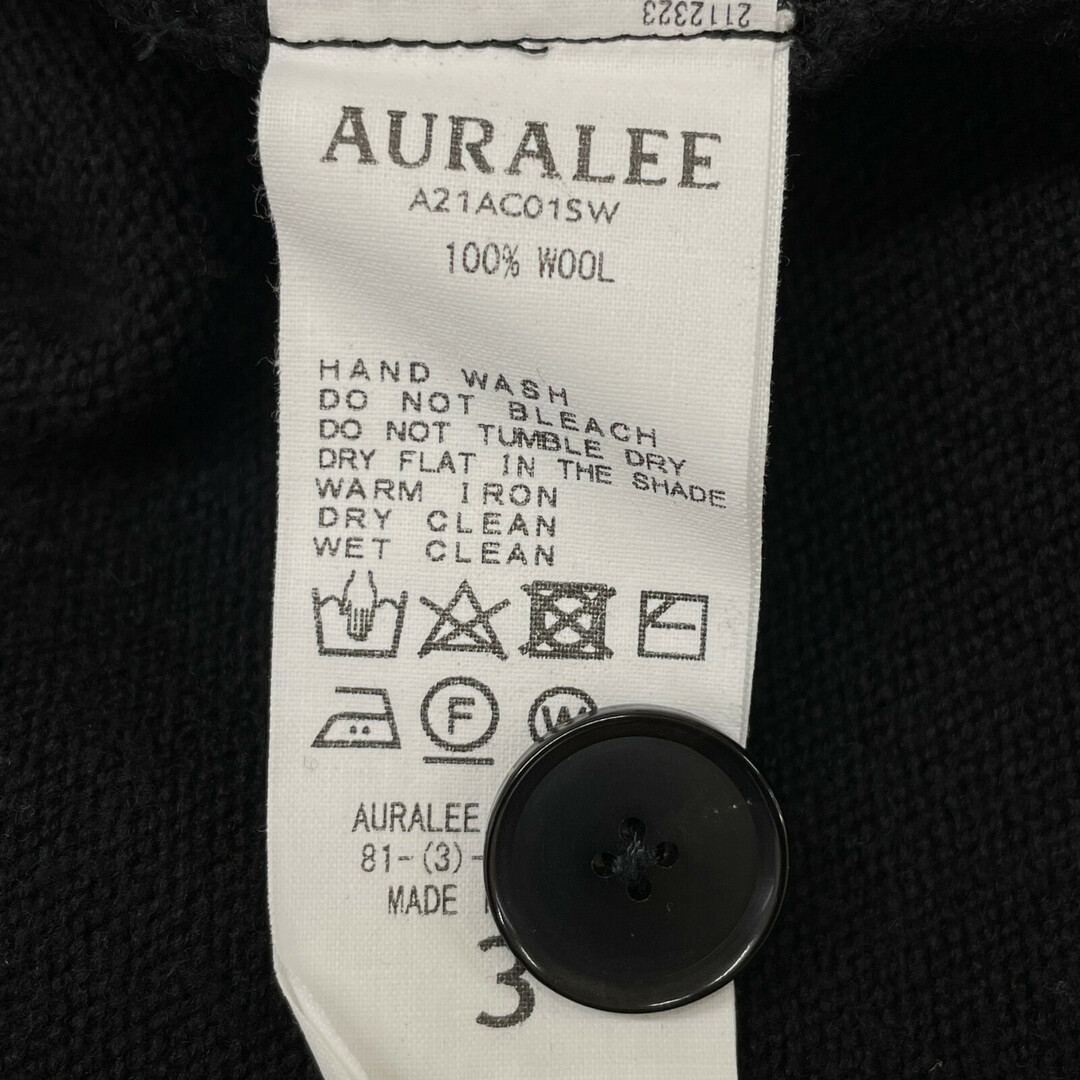 2112323
AURALEE
A21AC01SW
100% WOOL
HAND WASH
DO NOT BLEACH
DO NOT TUMBLE DRY
DRY FLAT IN THE SHADE
WARM IRON
DRY CLEAN
WET CLEAN
F W
AURALEE
81-(3)-
MADE
3